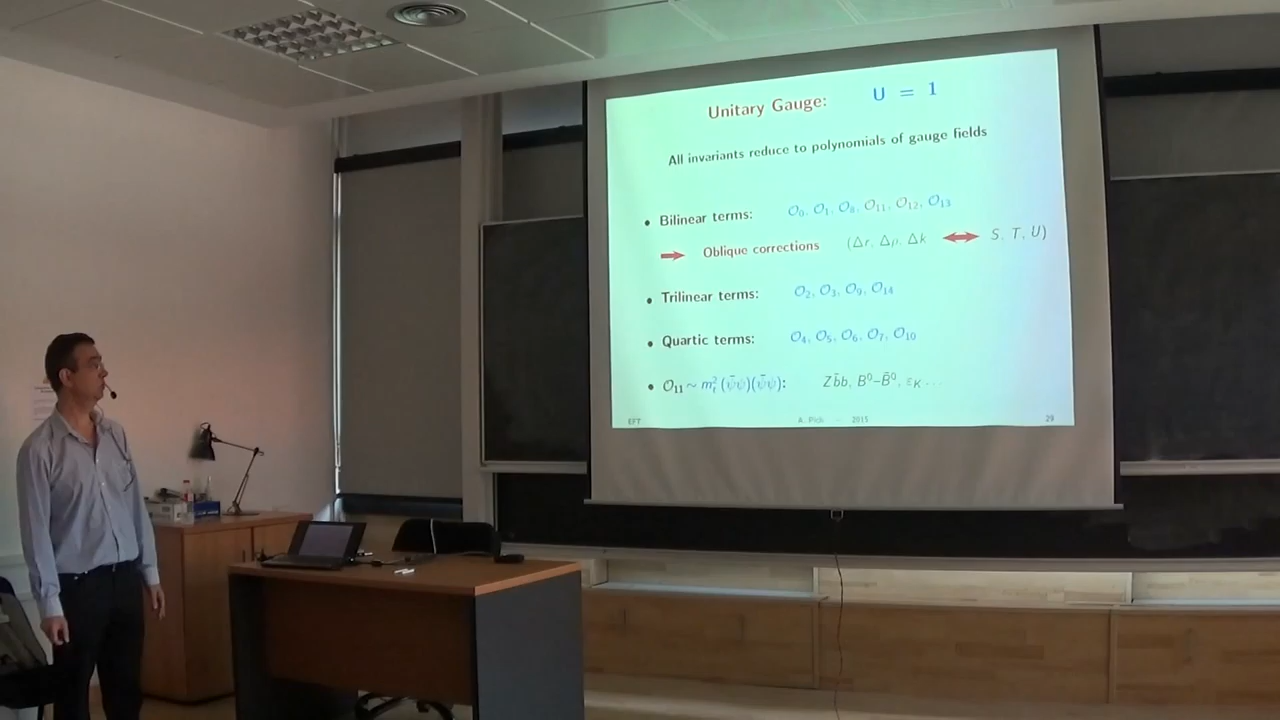 Unitary Gauge: U = 1
All invariants reduce to polynomials of gauge fields
• Bilinear terms: O₀, O₁, O₈, O₁₁, O₁₂, O₁₃
Oblique corrections (Δr, Δρ, Δk ⟷ S, T, U)
• Trilinear terms: O₂, O₃, O₉, O₁₄
• Quartic terms: O₄, O₅, O₆, O₇, O₁₀
• O₁₁ ~ m_t² (ψ̄ψ)(ψ̄ψ): Zb̄b, B⁰–B̄⁰, ε_K ...
EFT A. Pich — 2015 29